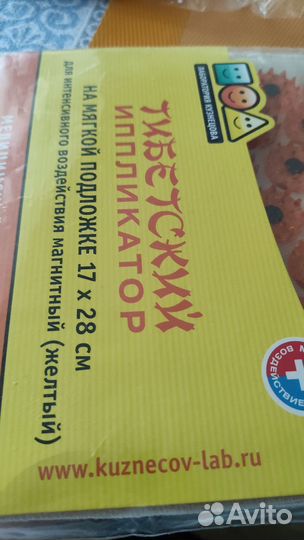 ЛАБОРАТОРИЯ КУЗНЕЦОВА
ТИБЕТСКИЙ
ИППЛИКАТОР
НА МЯГКОЙ ПОДЛОЖКЕ 17 x 28 см
ДЛЯ ИНТЕНСИВНОГО ВОЗДЕЙСТВИЯ МАГНИТНЫЙ (ЖЕЛТЫЙ)
www.kuznecov-lab.ru
ВОЗДЕЙСТВИЕ
Avito